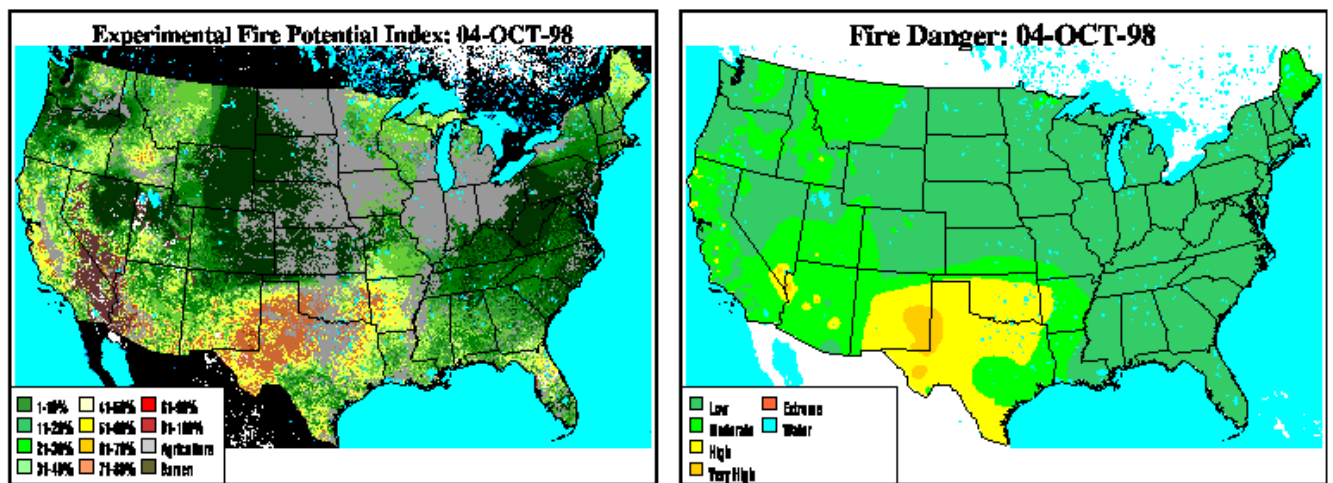 Experimental Fire Potential Index: 04-OCT-98
1-10%
11-20%
21-30%
31-40%
41-50%
51-60%
61-70%
71-80%
81-90%
91-100%
Agriculture
Barren
Fire Danger: 04-OCT-98
Low
Moderate
High
Very High
Extreme
Water